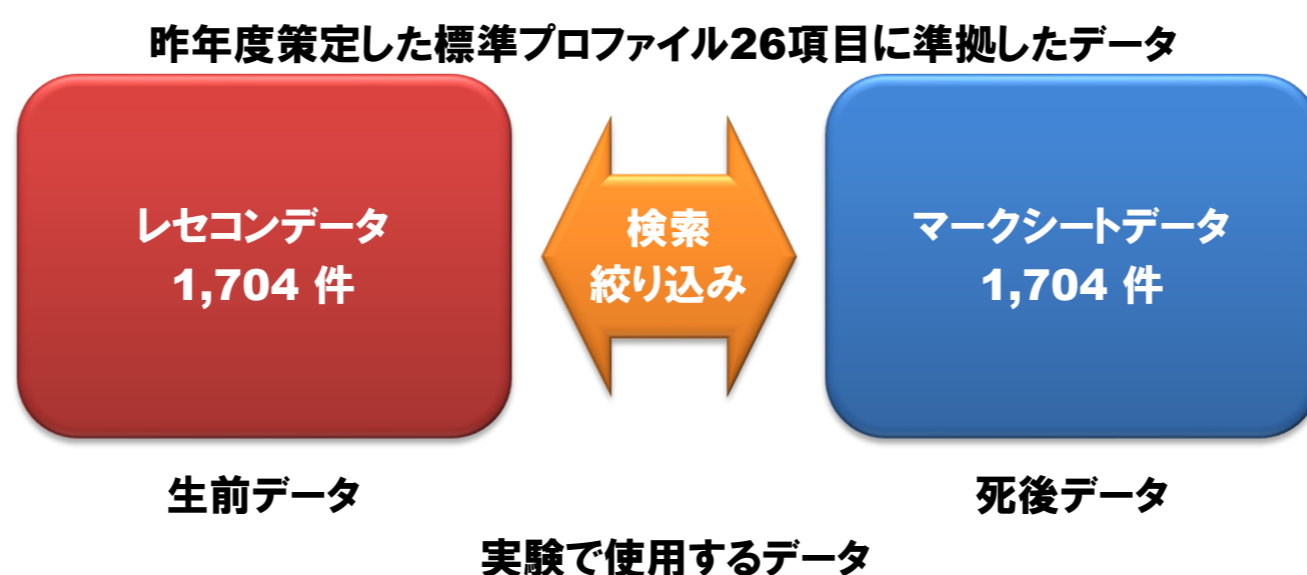 昨年度策定した標準プロファイル26項目に準拠したデータ
レセコンデータ
1,704 件
検索
絞り込み
マークシートデータ
1,704 件
生前データ
死後データ
実験で使用するデータ